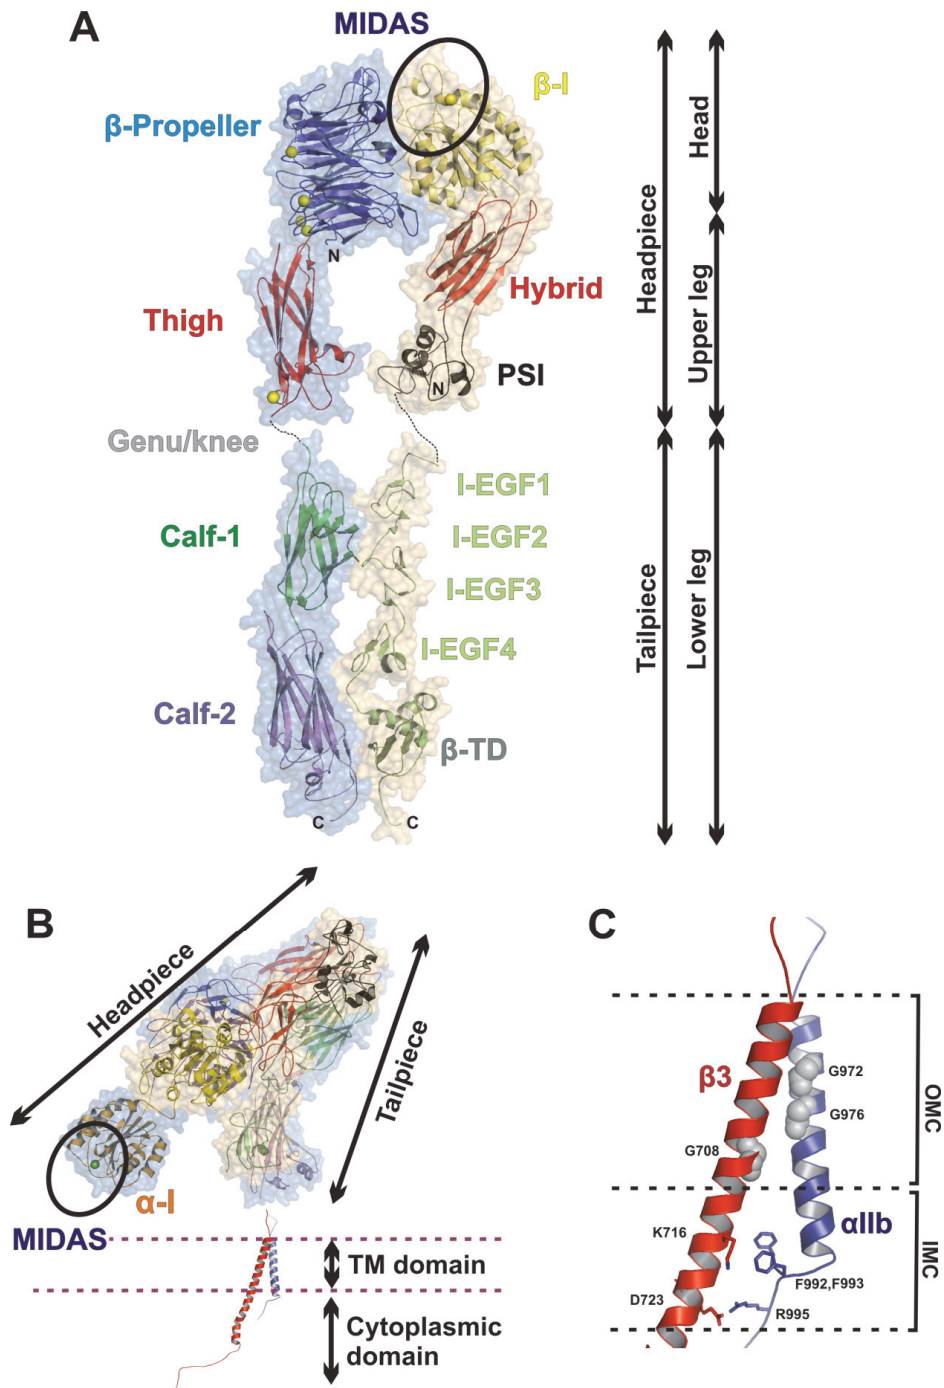 A
MIDAS
β-I
β-Propeller
Head
Headpiece
N
Hybrid
Thigh
Upper leg
PSI
N
Genu/knee
I-EGF1
Calf-1
I-EGF2
I-EGF3
Tailpiece
Lower leg
I-EGF4
Calf-2
β-TD
C
C
B
Headpiece
Tailpiece
α-I
MIDAS
TM domain
Cytoplasmic
domain
C
β3
G972
G976
OMC
G708
K716
αIIb
IMC
F992,F993
D723
R995